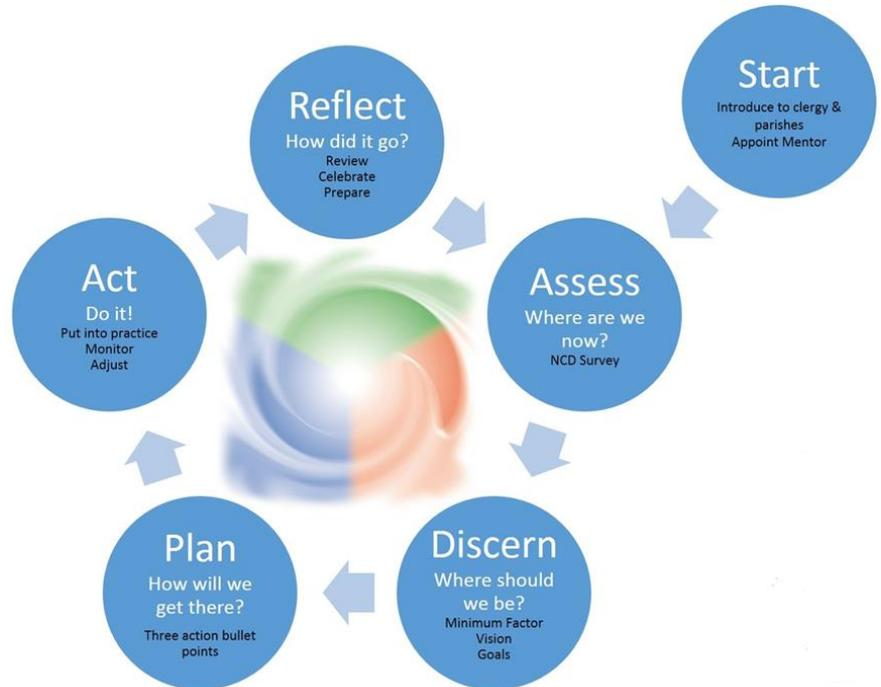 Start
Introduce to clergy &
parishes
Appoint Mentor
Assess
Where are we
now?
NCD Survey
Discern
Where should
we be?
Minimum Factor
Vision
Goals
Plan
How will we
get there?
Three action bullet
points
Act
Do it!
Put into practice
Monitor
Adjust
Reflect
How did it go?
Review
Celebrate
Prepare